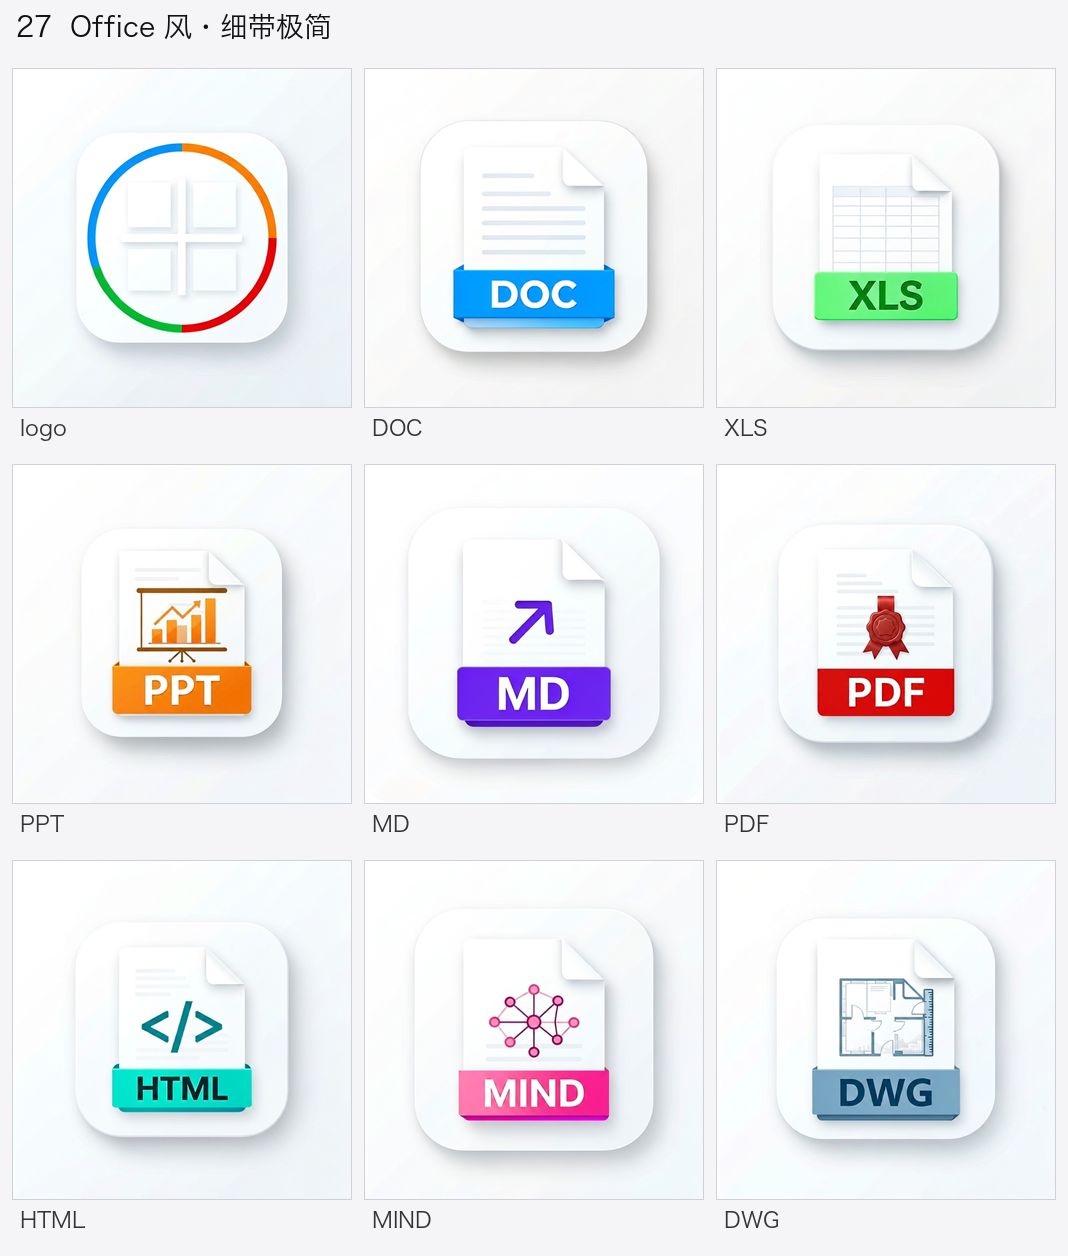 27 Office 风·细带极简
logo
DOC
DOC
XLS
XLS
PPT
PPT
MD
MD
PDF
PDF
</>
HTML
HTML
MIND
MIND
DWG
DWG